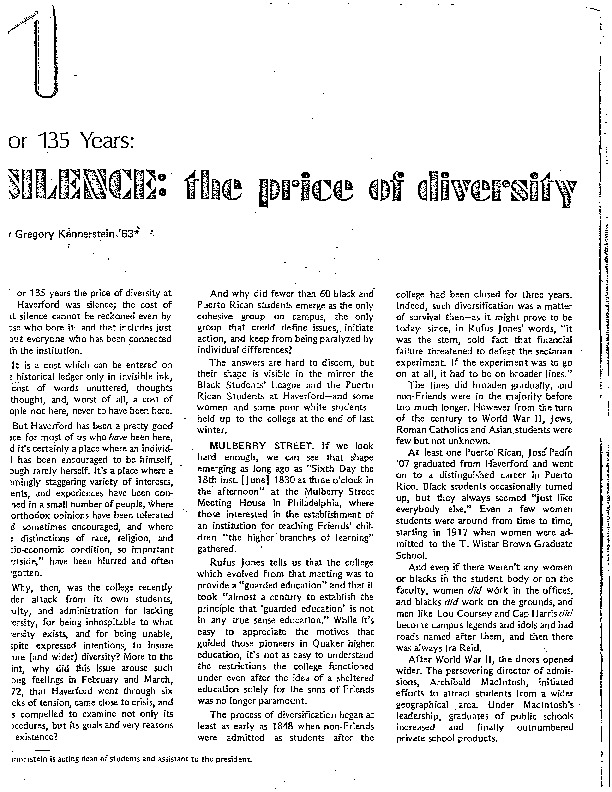 or 135 Years:
SILENCE: the price of diversity
Gregory Kannerstein '63*
or 135 years the price of diversity at
Haverford was silence; the cost of
silence cannot be reckoned even by
who bore it and that includes just
out everyone who has been connected
th the institution.
It is a cost which can be entered on
historical ledger only in invisible ink,
cost of words unuttered, thoughts
thought, and, worst of all, a cost of
ople not here, never to have been here.
But Haverford has been a pretty good
ce for most of us who have been here,
d it's certainly a place where an individ-
l has been encouraged to be himself,
ough rarely herself. It's a place where a
mingly staggering variety of interests,
ents, and experiences have been con-
ned in a small number of people, where
orthodox opinions have been tolerated
d sometimes encouraged, and where
distinctions of race, religion, and
cio-economic condition, so important
utside," have been blurred and often
gotten.
Why, then, was the college recently
der attack from its own students,
ulty, and administration for lacking
ersity, for being inhospitable to what
ersity exists, and for being unable,
spite expressed intentions, to insure
ure (and wider) diversity? More to the
int, why did this issue arouse such
ong feelings in February and March,
72, that Haverford went through six
eks of tension, came close to crisis, and
s compelled to examine not only its
ocedures, but its goals and very reasons
existence?
And why did fewer than 60 black and
Puerto Rican students emerge as the only
cohesive group on campus, the only
group that could define issues, initiate
action, and keep from being paralyzed by
individual differences?
The answers are hard to discern, but
their shape is visible in the mirror the
Black Students' League and the Puerto
Rican Students at Haverford—and some
women and some poor white students—
held up to the college at the end of last
winter.
MULBERRY STREET. If we look
hard enough, we can see that shape
emerging as long ago as "Sixth Day the
18th inst. [June] 1830 at three o'clock in
the afternoon" at the Mulberry Street
Meeting House in Philadelphia, where
those interested in the establishment of
an institution for teaching Friends' chil-
dren "the higher branches of learning"
gathered.
Rufus Jones tells us that the college
which evolved from that meeting was to
provide a "guarded education" and that it
took "almost a century to establish the
principle that 'guarded education' is not
in any true sense education." While it's
easy to appreciate the motives that
guided those pioneers in Quaker higher
education, it's not as easy to understand
the restrictions the college functioned
under even after the idea of a sheltered
education solely for the sons of Friends
was no longer paramount.
The process of diversification began at
least as early as 1848 when non-Friends
were admitted as students after the
college had been closed for three years.
Indeed, such diversification was a matter
of survival then—as it might prove to be
today since, in Rufus Jones' words, "it
was the stern, cold fact that financial
failure threatened to defeat the sectarian
experiment. If the experiment was to go
on at all, it had to be on broader lines."
The lines did broaden gradually, and
non-Friends were in the majority before
too much longer. However from the turn
of the century to World War II, Jews,
Roman Catholics and Asian students were
few but not unknown.
At least one Puerto Rican, José Padín
'07 graduated from Haverford and went
on to a distinguished career in Puerto
Rico. Black students occasionally turned
up, but they always seemed "just like
everybody else." Even a few women
students were around from time to time,
starting in 1917 when women were ad-
mitted to the T. Wistar Brown Graduate
School.
And even if there weren't any women
or blacks in the student body or on the
faculty, women did work in the offices,
and blacks did work on the grounds, and
men like Lou Coursey and Cap Harris did
become campus legends and idols and had
roads named after them, and then there
was always Ira Reid.
After World War II, the doors opened
wider. The persevering director of admis-
sions, Archibald MacIntosh, initiated
efforts to attract students from a wider
geographical area. Under MacIntosh's
leadership, graduates of public schools
increased and finally outnumbered
private school products.
nnerstein is acting dean of students and assistant to the president.